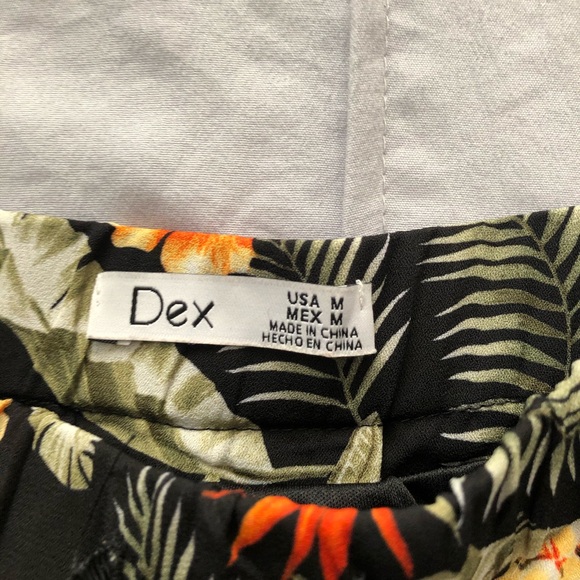 Dex
USA M
MEX M
MADE IN CHINA
HECHO EN CHINA